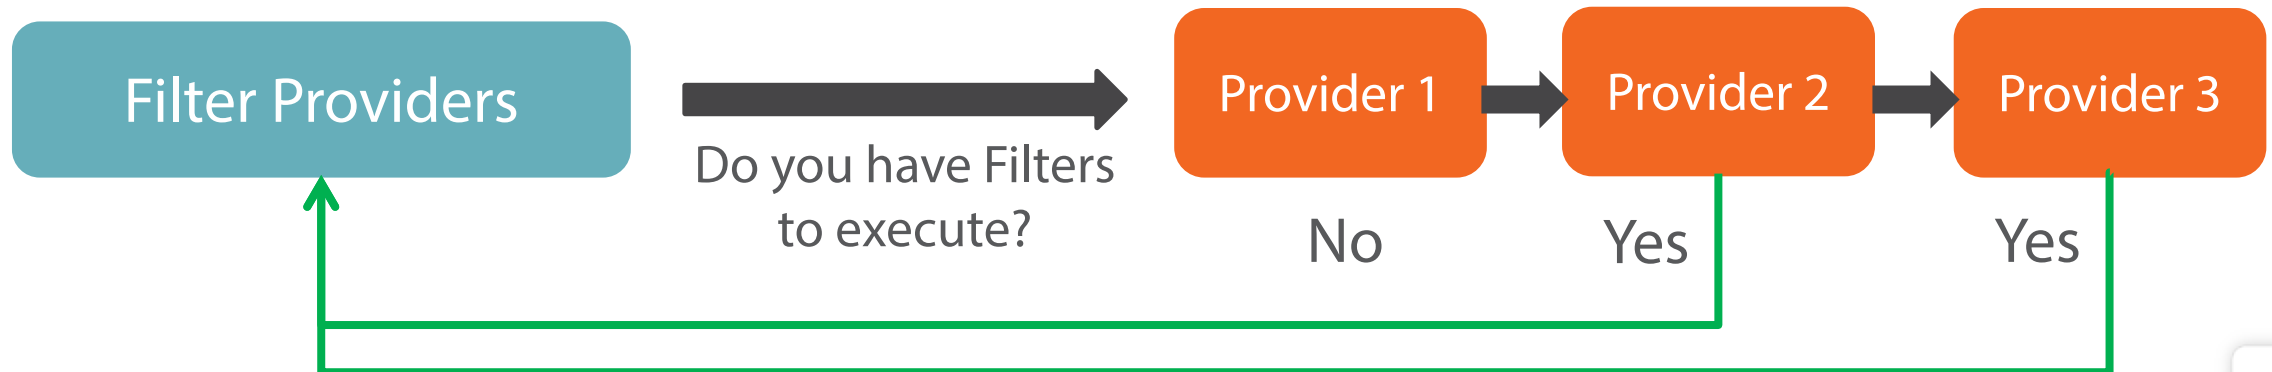 Filter Providers
Do you have Filters
to execute?
Provider 1
No
Provider 2
Yes
Provider 3
Yes